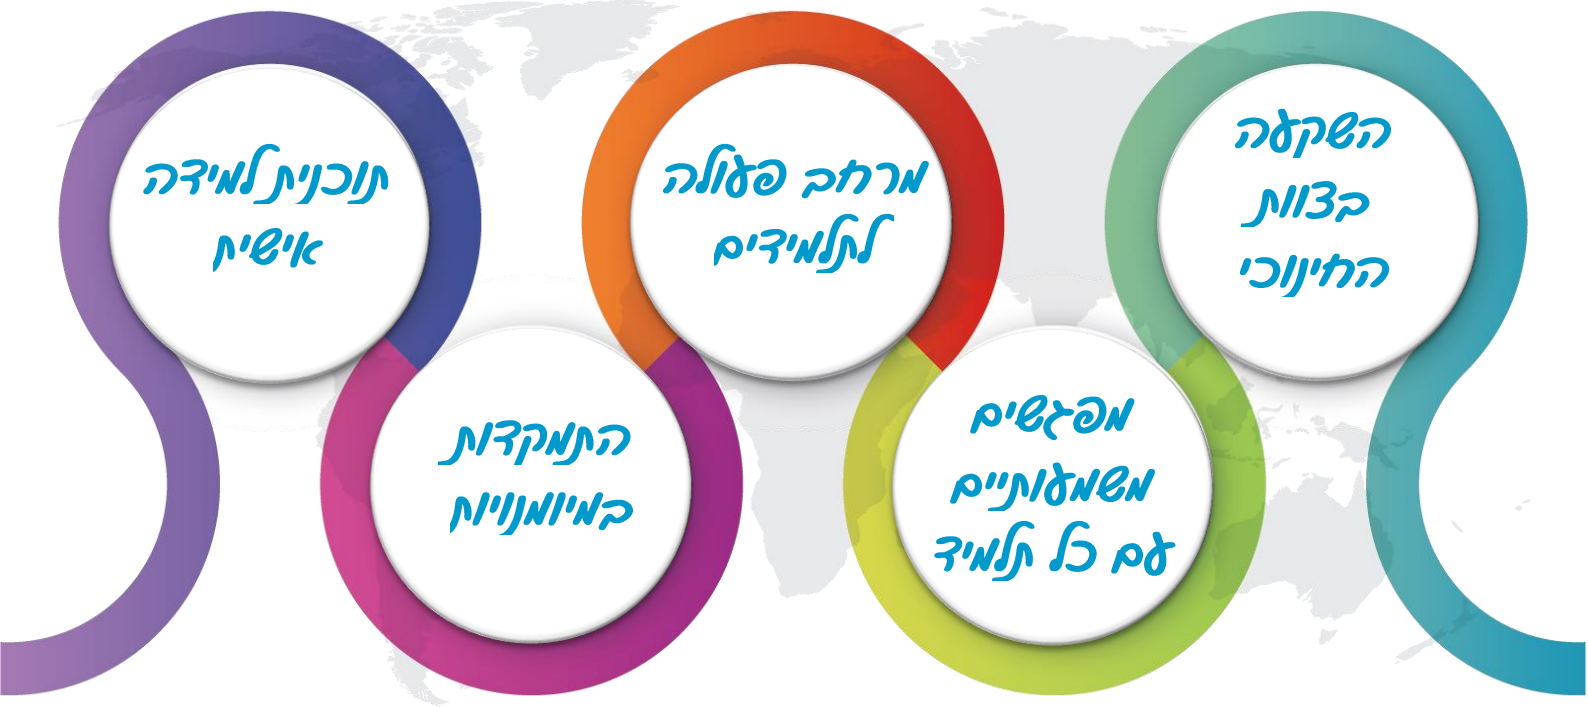 השקעה
בצוות
החינוכי
מפגשים
משמעותיים
עם כל תלמיד
מרחב פעולה
לתלמידים
התמקדות
במיומנויות
תוכנית למידה
אישית